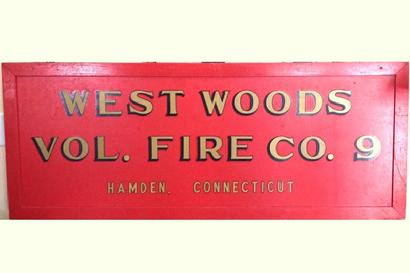 WEST WOODS
VOL. FIRE CO. 9
HAMDEN, CONNECTICUT